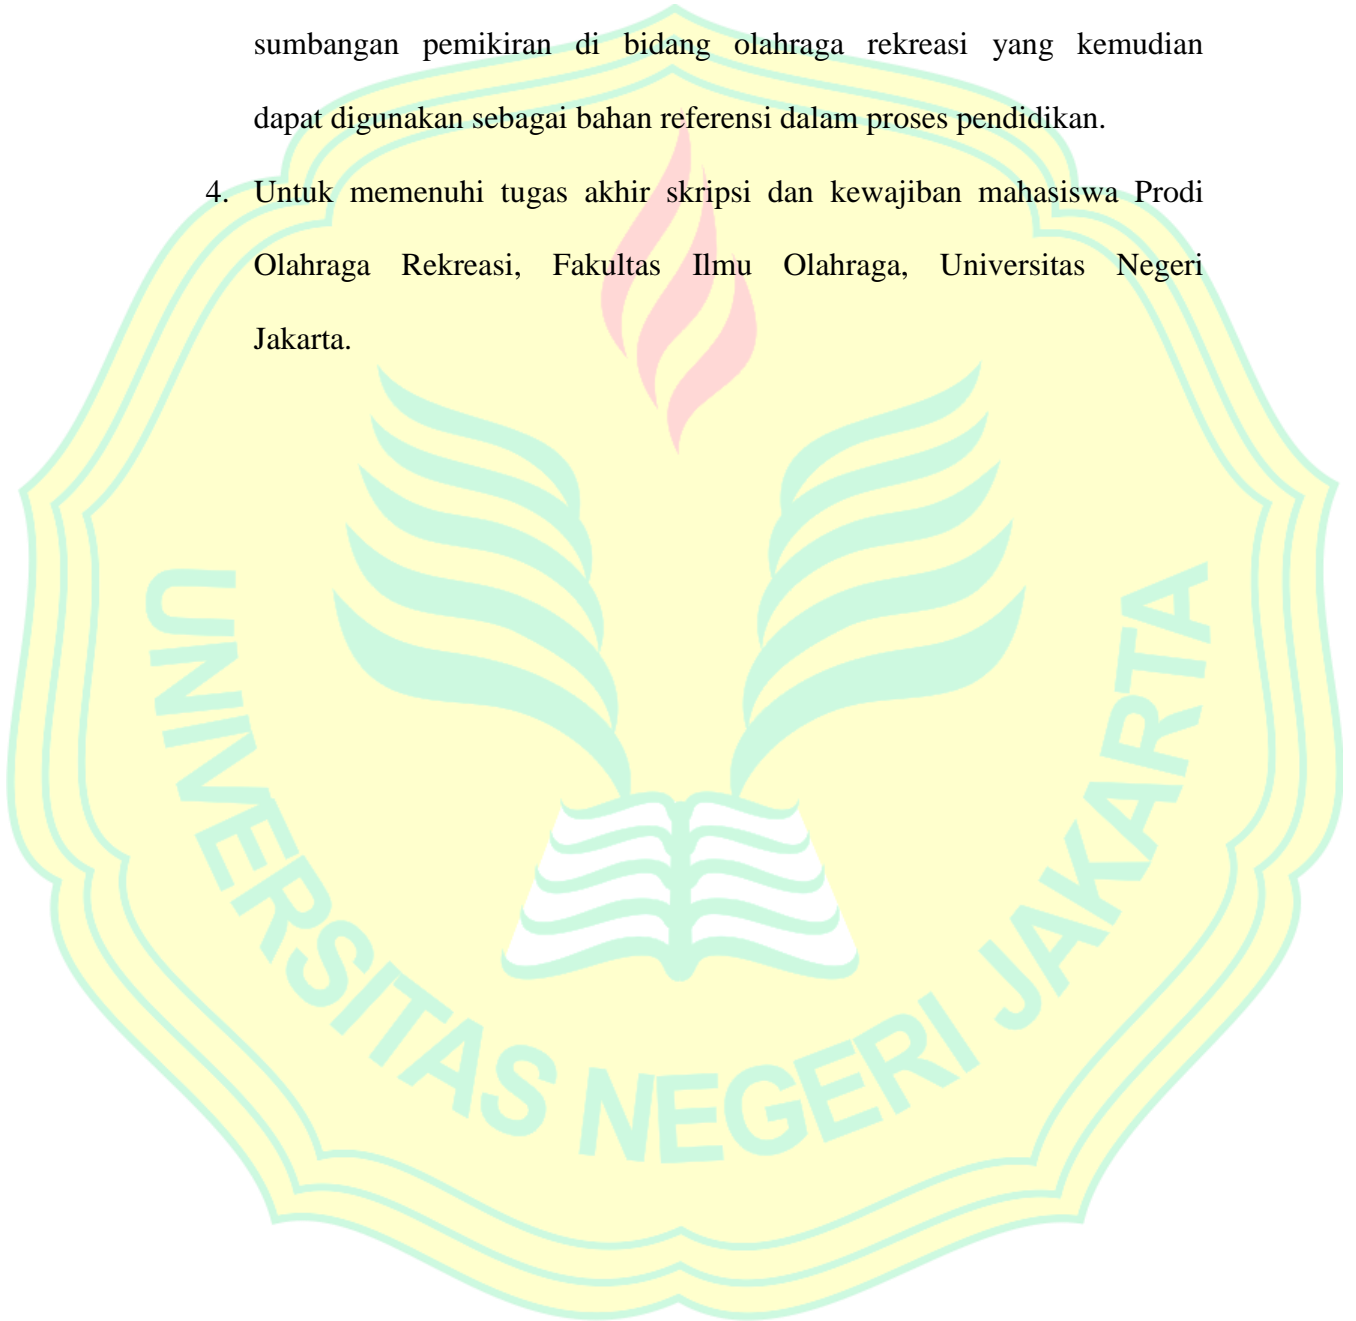 sumbangan pemikiran di bidang olahraga rekreasi yang kemudian
dapat digunakan sebagai bahan referensi dalam proses pendidikan.
4. Untuk memenuhi tugas akhir skripsi dan kewajiban mahasiswa Prodi
Olahraga Rekreasi, Fakultas Ilmu Olahraga, Universitas Negeri
Jakarta.
UNIVERSITAS NEGERI JAKARTA